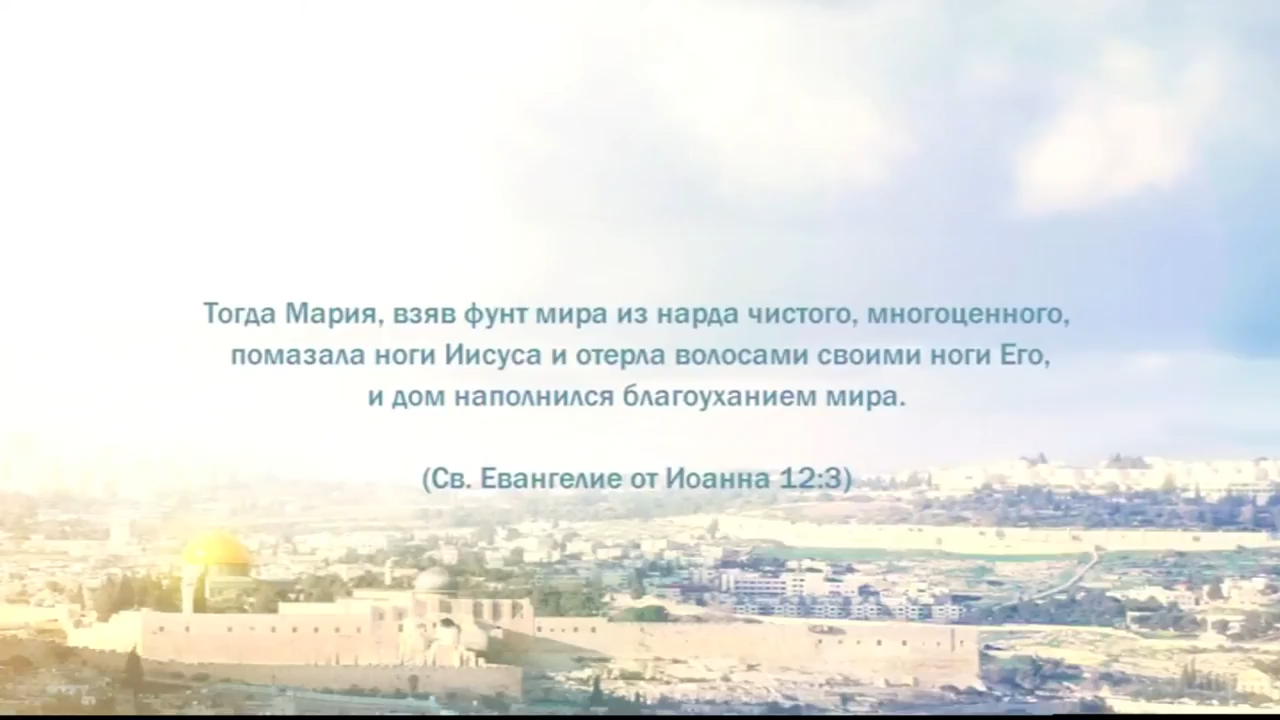 Тогда Мария, взяв фунт мира из нарда чистого, многоценного,
помазала ноги Иисуса и отерла волосами своими ноги Его,
и дом наполнился благоуханием мира.
(Св. Евангелие от Иоанна 12:3)